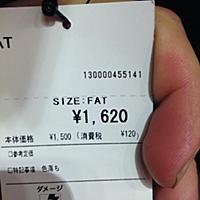 AT
130000455141
SIZE:FAT
¥1,620
本体価格 ¥1,500 (消費税 ¥120)
□参考定価
□特記事項 色落ち
ダメージ